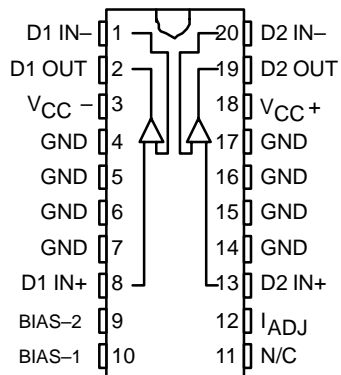 D1 IN– 1 20 D2 IN–
D1 OUT 2 19 D2 OUT
VCC – 3 18 VCC +
GND 4 17 GND
GND 5 16 GND
GND 6 15 GND
GND 7 14 GND
D1 IN+ 8 13 D2 IN+
BIAS–2 9 12 IADJ
BIAS–1 10 11 N/C